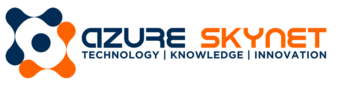 AZURE SKYNET
TECHNOLOGY | KNOWLEDGE | INNOVATION